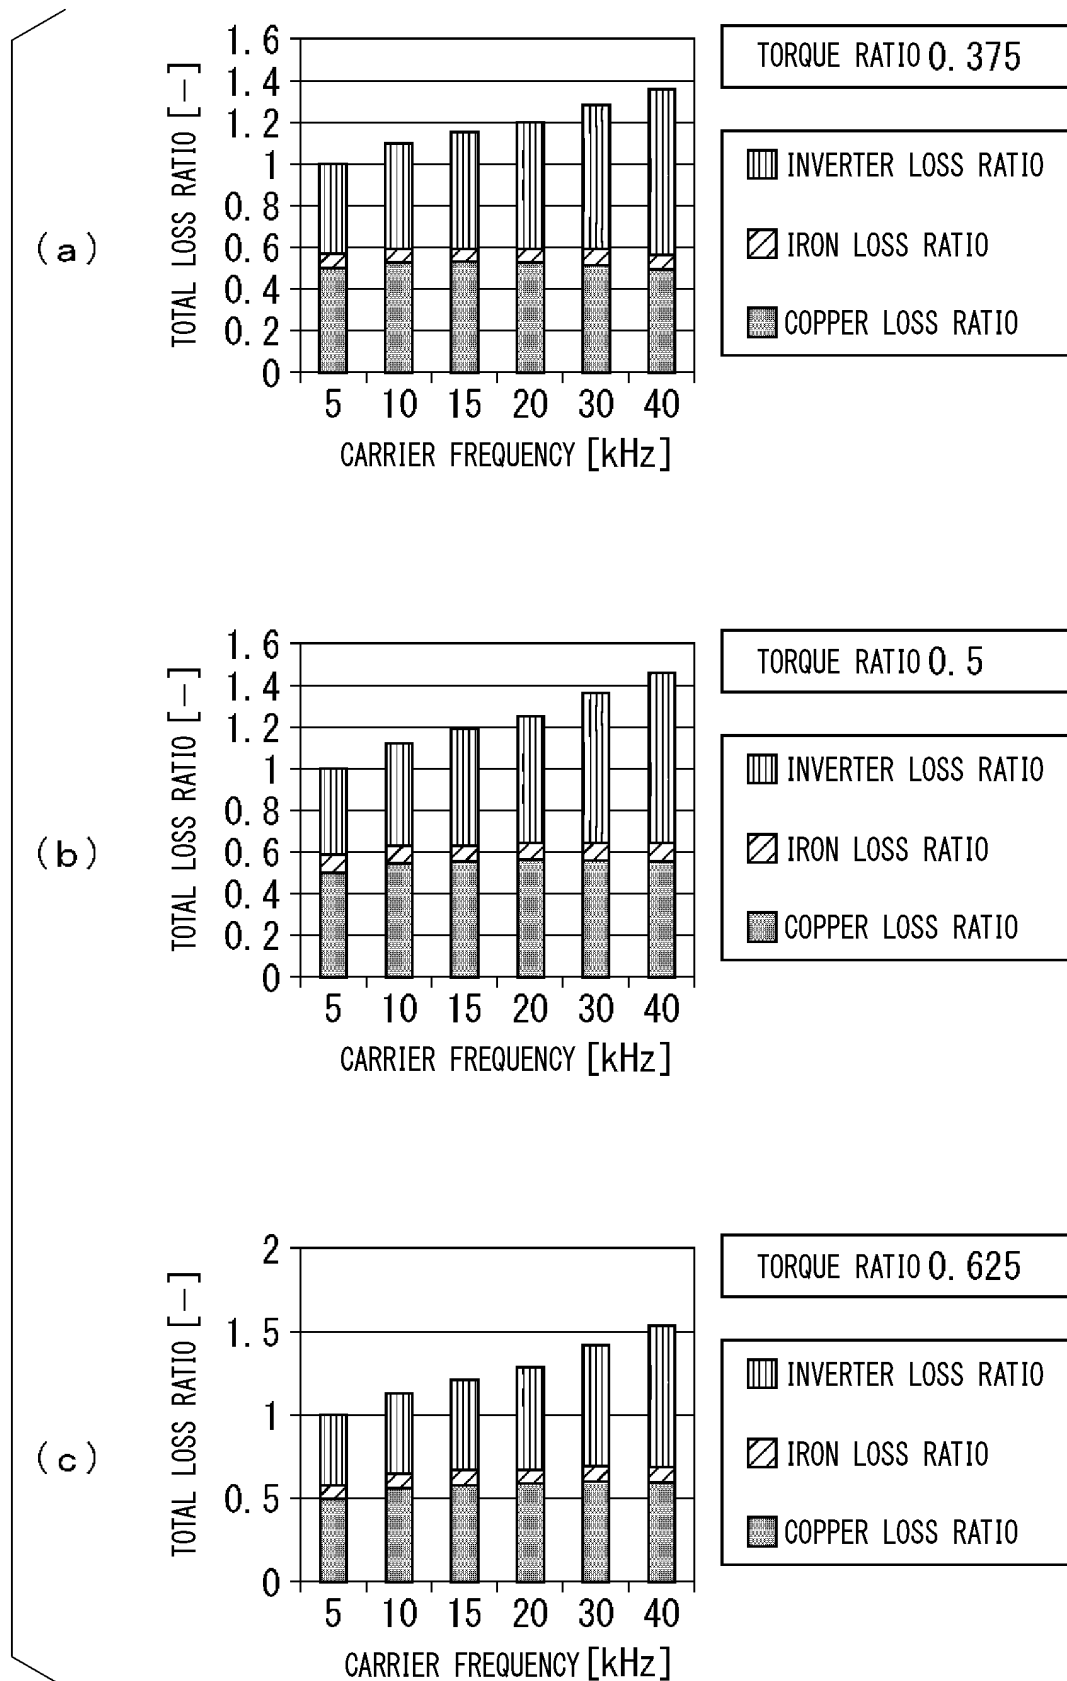 (a)
TOTAL LOSS RATIO [—]
1.6
1.4
1.2
1
0.8
0.6
0.4
0.2
0
5 10 15 20 30 40
CARRIER FREQUENCY [kHz]
TORQUE RATIO 0.375
INVERTER LOSS RATIO
IRON LOSS RATIO
COPPER LOSS RATIO
(b)
TOTAL LOSS RATIO [—]
1.6
1.4
1.2
1
0.8
0.6
0.4
0.2
0
5 10 15 20 30 40
CARRIER FREQUENCY [kHz]
TORQUE RATIO 0.5
INVERTER LOSS RATIO
IRON LOSS RATIO
COPPER LOSS RATIO
(c)
TOTAL LOSS RATIO [—]
2
1.5
1
0.5
0
5 10 15 20 30 40
CARRIER FREQUENCY [kHz]
TORQUE RATIO 0.625
INVERTER LOSS RATIO
IRON LOSS RATIO
COPPER LOSS RATIO